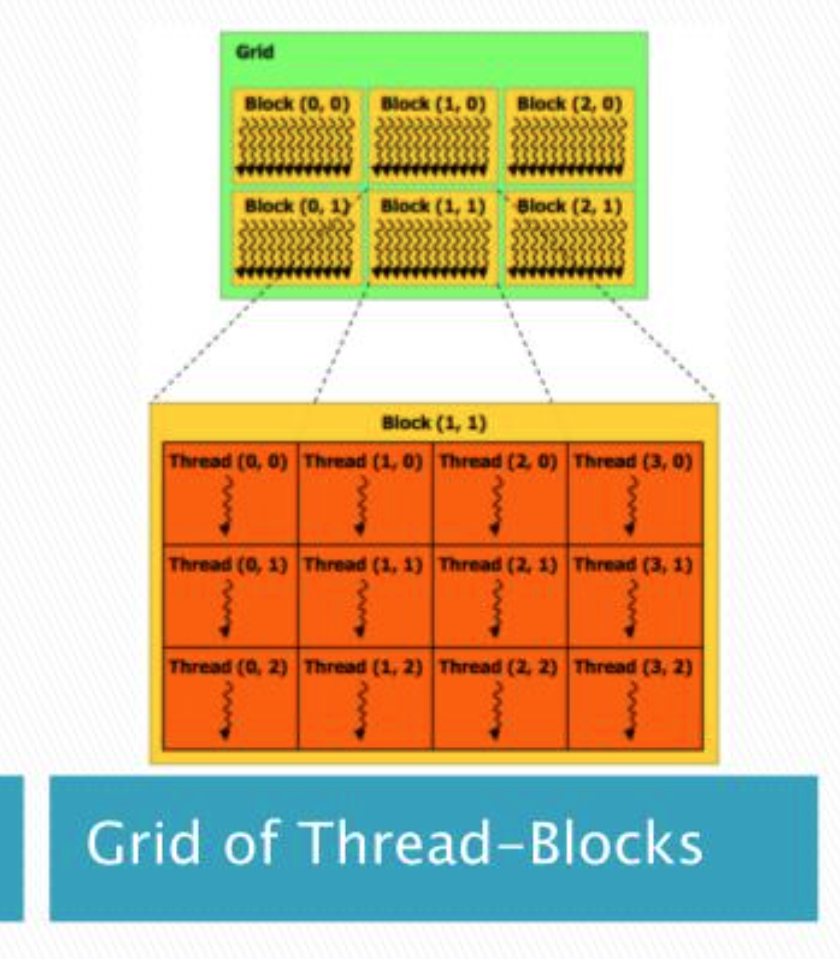 Grid
Block (0, 0) Block (1, 0) Block (2, 0)
Block (0, 1) Block (1, 1) Block (2, 1)
Block (1, 1)
Thread (0, 0) Thread (1, 0) Thread (2, 0) Thread (3, 0)
Thread (0, 1) Thread (1, 1) Thread (2, 1) Thread (3, 1)
Thread (0, 2) Thread (1, 2) Thread (2, 2) Thread (3, 2)
Grid of Thread-Blocks